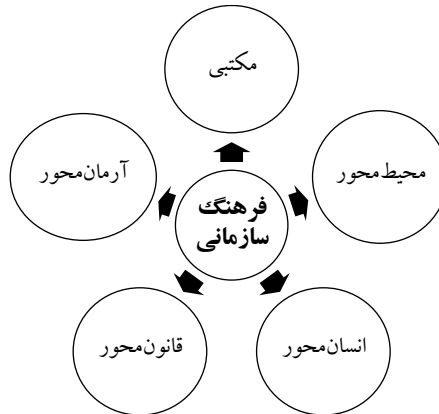 مکتبی
محیط‌محور
آرمان‌محور
فرهنگ
سازمانی
انسان‌محور
قانون‌محور